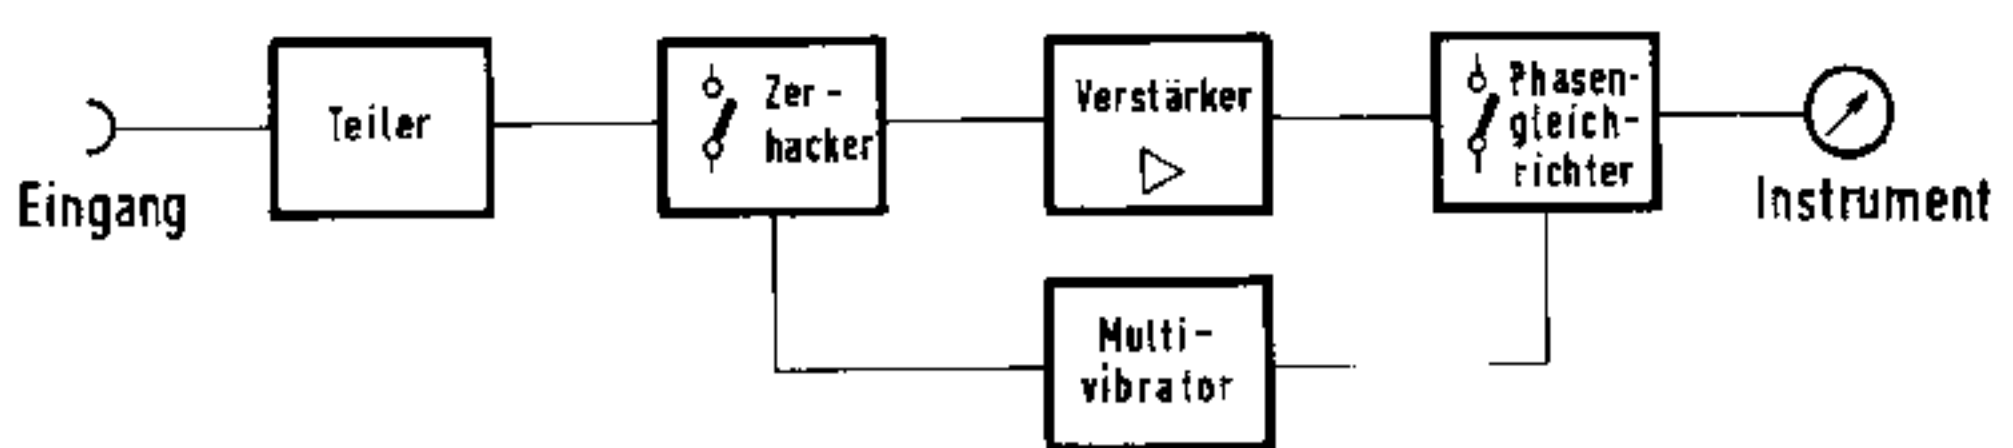 Eingang
Teiler
Zer-
hacker
Verstärker
Phasen-
gleich-
richter
Instrument
Multi-
vibrator